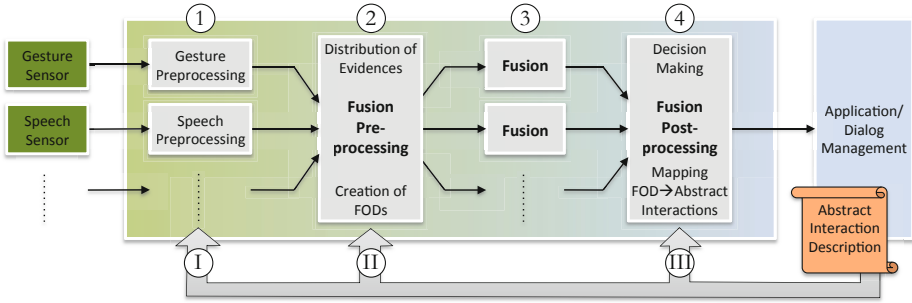 1
2
3
4
Gesture
Sensor
Speech
Sensor
Gesture
Preprocessing
Speech
Preprocessing
Distribution of
Evidences
Fusion
Pre-
processing
Creation of
FODs
Fusion
Fusion
Decision
Making
Fusion
Post-
processing
Mapping
FOD→Abstract
Interactions
Application/
Dialog
Management
Abstract
Interaction
Description
I
II
III